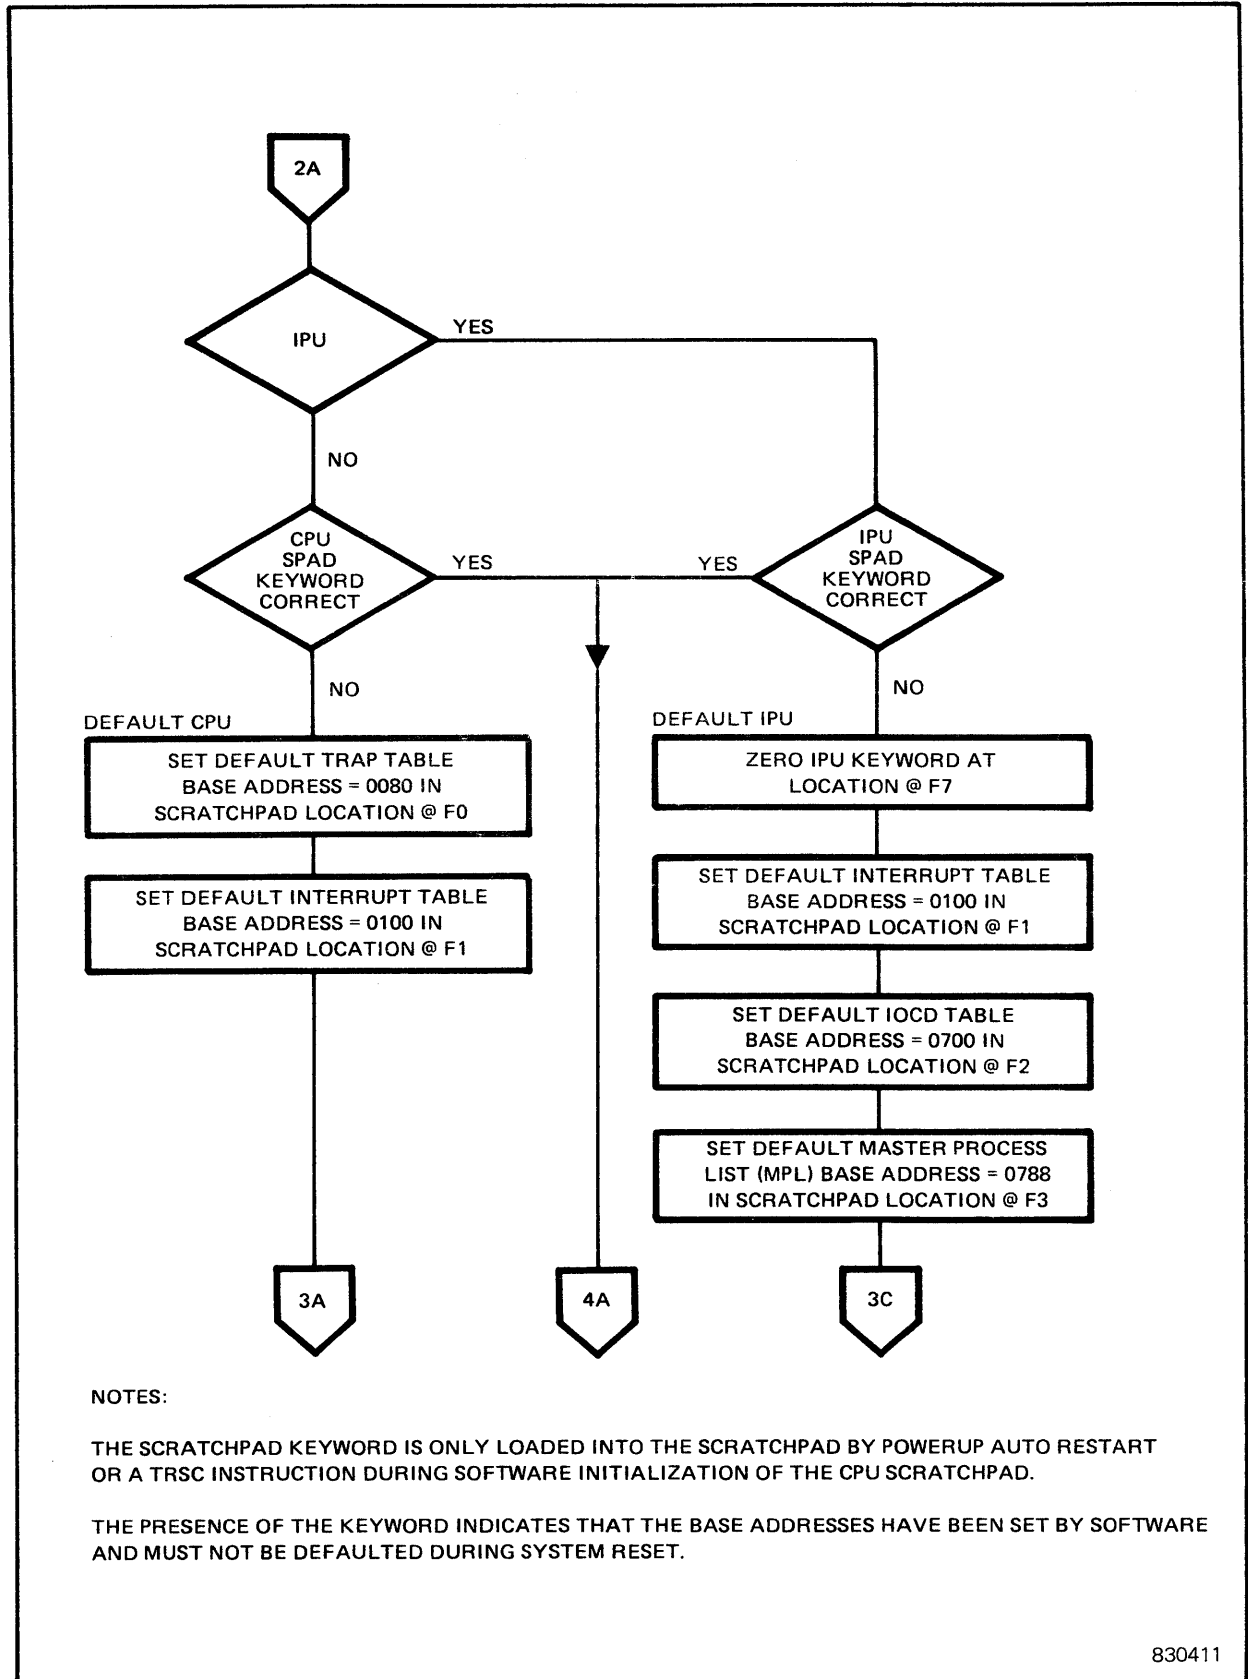 2A
IPU
YES
NO
CPU
SPAD
KEYWORD
CORRECT
YES
YES
IPU
SPAD
KEYWORD
CORRECT
NO
NO
DEFAULT CPU
SET DEFAULT TRAP TABLE
BASE ADDRESS = 0080 IN
SCRATCHPAD LOCATION @ F0
SET DEFAULT INTERRUPT TABLE
BASE ADDRESS = 0100 IN
SCRATCHPAD LOCATION @ F1
DEFAULT IPU
ZERO IPU KEYWORD AT
LOCATION @ F7
SET DEFAULT INTERRUPT TABLE
BASE ADDRESS = 0100 IN
SCRATCHPAD LOCATION @ F1
SET DEFAULT IOCD TABLE
BASE ADDRESS = 0700 IN
SCRATCHPAD LOCATION @ F2
SET DEFAULT MASTER PROCESS
LIST (MPL) BASE ADDRESS = 0788
IN SCRATCHPAD LOCATION @ F3
3A
4A
3C
NOTES:
THE SCRATCHPAD KEYWORD IS ONLY LOADED INTO THE SCRATCHPAD BY POWERUP AUTO RESTART
OR A TRSC INSTRUCTION DURING SOFTWARE INITIALIZATION OF THE CPU SCRATCHPAD.
THE PRESENCE OF THE KEYWORD INDICATES THAT THE BASE ADDRESSES HAVE BEEN SET BY SOFTWARE
AND MUST NOT BE DEFAULTED DURING SYSTEM RESET.
830411